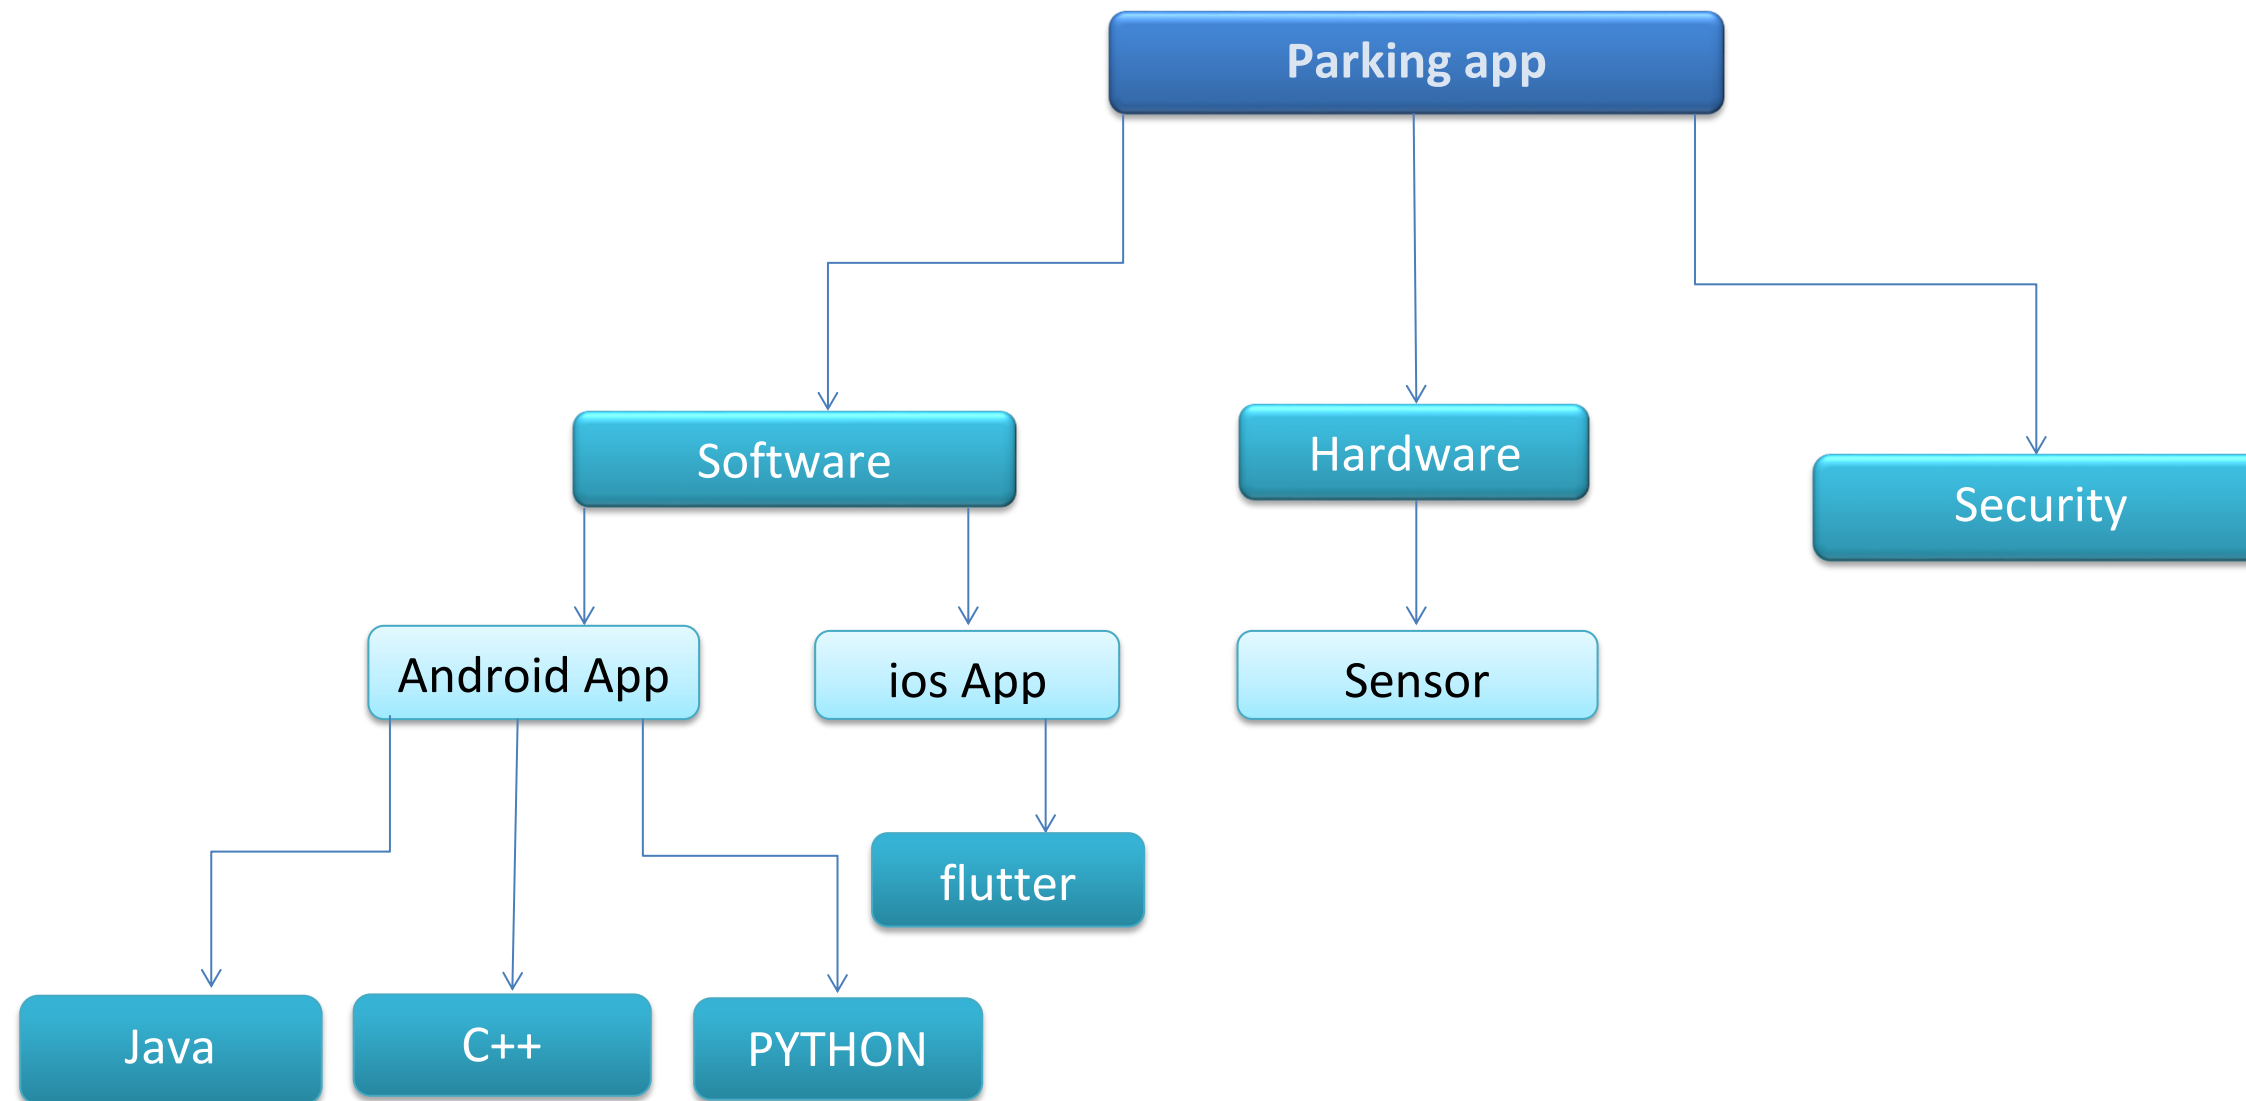 Parking app
Software
Hardware
Security
Android App
ios App
Sensor
flutter
Java
C++
PYTHON